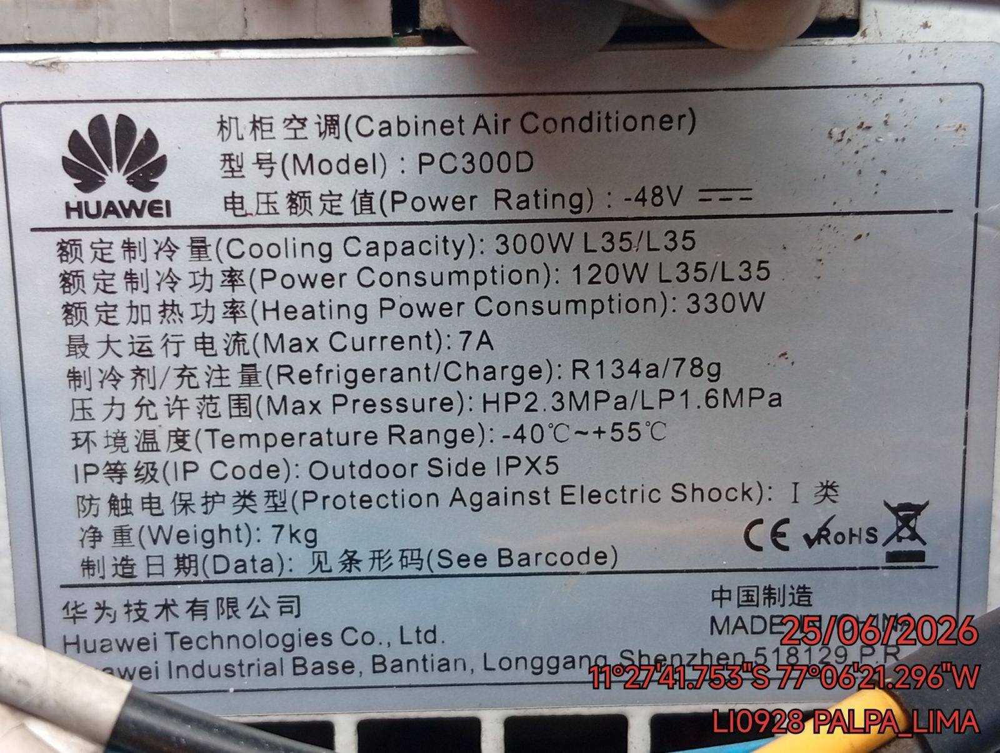 HUAWEI
机柜空调(Cabinet Air Conditioner)
型号(Model) : PC300D
电压额定值(Power Rating) : -48V
额定制冷量(Cooling Capacity): 300W L35/L35
额定制冷功率(Power Consumption): 120W L35/L35
额定加热功率(Heating Power Consumption): 330W
最大运行电流(Max Current): 7A
制冷剂/充注量(Refrigerant/Charge): R134a/78g
压力允许范围(Max Pressure): HP2.3MPa/LP1.6MPa
环境温度(Temperature Range): -40℃~+55℃
IP等级(IP Code): Outdoor Side IPX5
防触电保护类型(Protection Against Electric Shock): I 类
净重(Weight): 7kg
CE RoHS
制造日期(Data): 见条形码(See Barcode)
华为技术有限公司
中国制造
Huawei Technologies Co., Ltd.
MADE IN CHINA
Industrial Base, Bantian, Longgang Shenzhen 518129 P.R
25/06/2026
11°27'41.753"S 77°06'21.296"W
LI0928 PALPA_LIMA